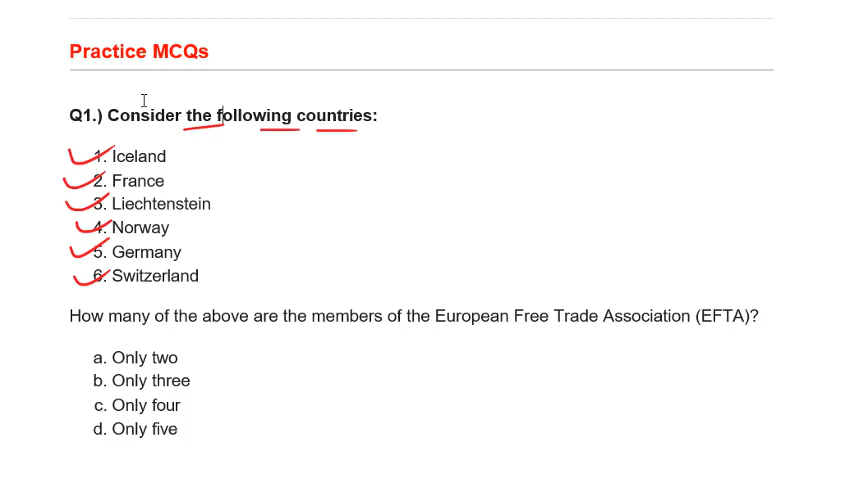 Practice MCQs
Q1.) Consider the following countries:
1. Iceland
2. France
3. Liechtenstein
4. Norway
5. Germany
6. Switzerland
How many of the above are the members of the European Free Trade Association (EFTA)?
a. Only two
b. Only three
c. Only four
d. Only five